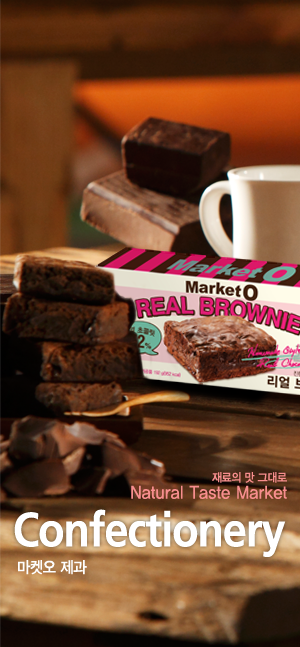 Market O
Market O
REAL BROWNIE
리얼
재료의 맛 그대로
Natural Taste Market
Confectionery
마켓오 제과